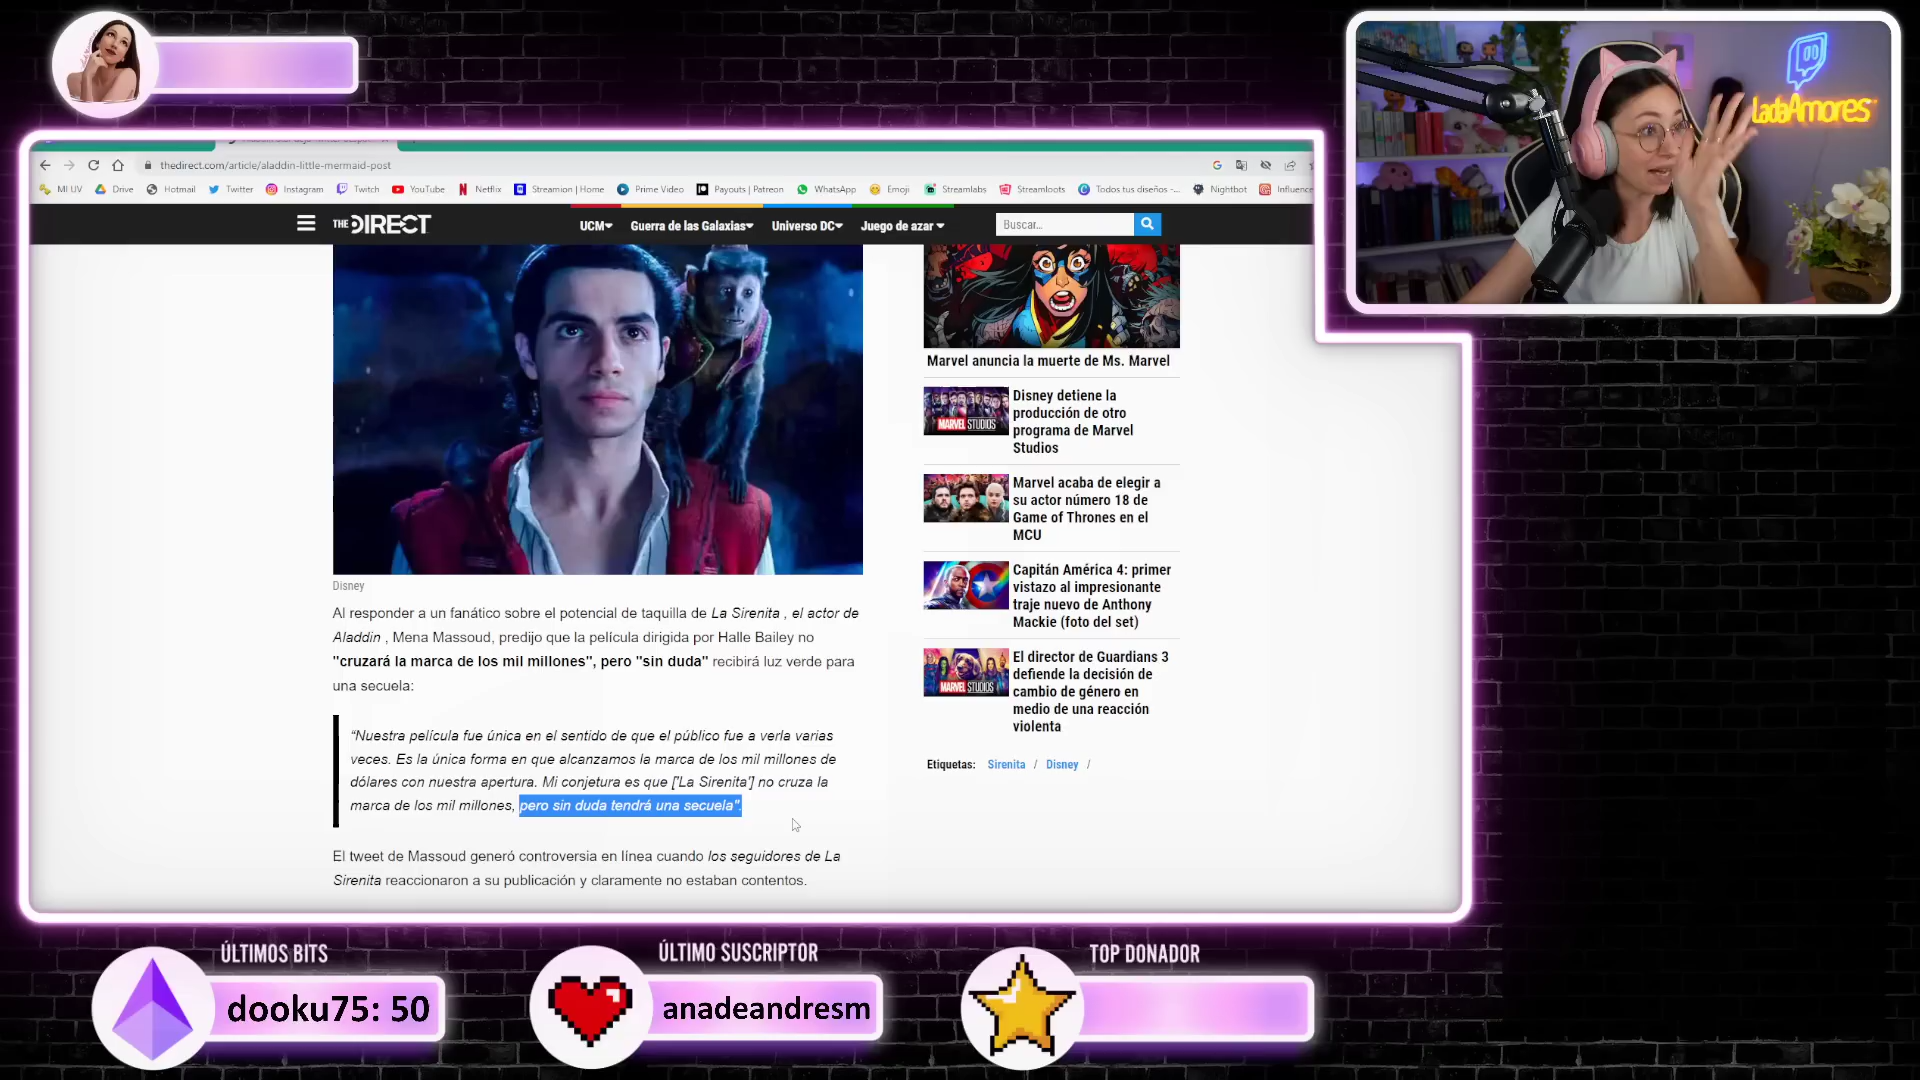 LadaAmores
thedirect.com/article/aladdin-little-mermaid-post
MI UV Drive Hotmail Twitter Instagram Twitch YouTube Netflix Streamion | Home Prime Video Payouts | Patreon WhatsApp Emoji Streamlabs Streamloots Todos tus diseños -... Nightbot Influence
THE DIRECT UCM Guerra de las Galaxias Universo DC Juego de azar Buscar...
Marvel anuncia la muerte de Ms. Marvel
Disney detiene la
producción de otro
programa de Marvel
Studios
MARVEL STUDIOS
Marvel acaba de elegir a
su actor número 18 de
Game of Thrones en el
MCU
Capitán América 4: primer
vistazo al impresionante
traje nuevo de Anthony
Mackie (foto del set)
El director de Guardians 3
defiende la decisión de
cambio de género en
medio de una reacción
violenta
MARVEL STUDIOS
Etiquetas: Sirenita / Disney /
Disney
Al responder a un fanático sobre el potencial de taquilla de La Sirenita , el actor de
Aladdin , Mena Massoud, predijo que la película dirigida por Halle Bailey no
"cruzará la marca de los mil millones", pero "sin duda" recibirá luz verde para
una secuela:
“Nuestra película fue única en el sentido de que el público fue a verla varias
veces. Es la única forma en que alcanzamos la marca de los mil millones de
dólares con nuestra apertura. Mi conjetura es que ['La Sirenita'] no cruza la
marca de los mil millones, pero sin duda tendrá una secuela".
El tweet de Massoud generó controversia en línea cuando los seguidores de La
Sirenita reaccionaron a su publicación y claramente no estaban contentos.
ÚLTIMOS BITS
dooku75: 50
ÚLTIMO SUSCRIPTOR
anadeandresm
TOP DONADOR